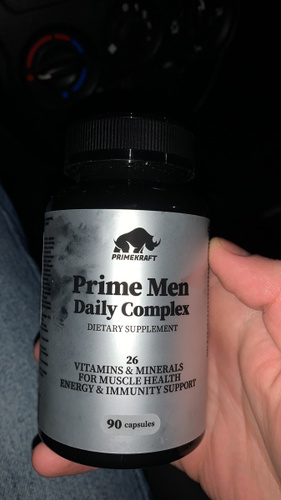 PRIMEKRAFT
Prime Men
Daily Complex
DIETARY SUPPLEMENT
26
VITAMINS & MINERALS
FOR MUSCLE HEALTH
ENERGY & IMMUNITY SUPPORT
90 capsules